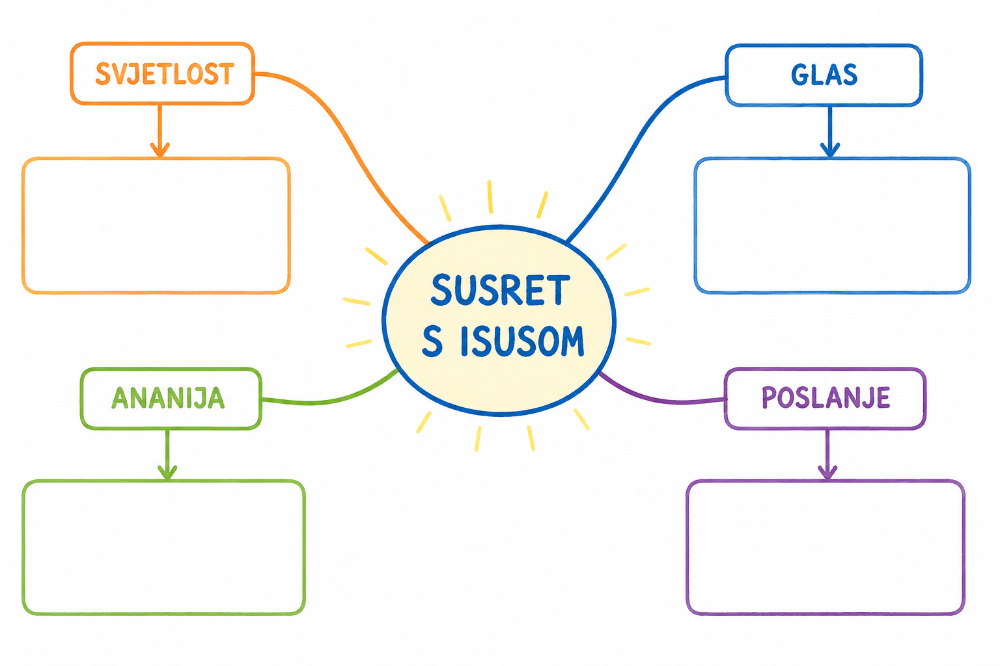 SVJETLOST
GLAS
SUSRET
S ISUSOM
ANANIJA
POSLANJE